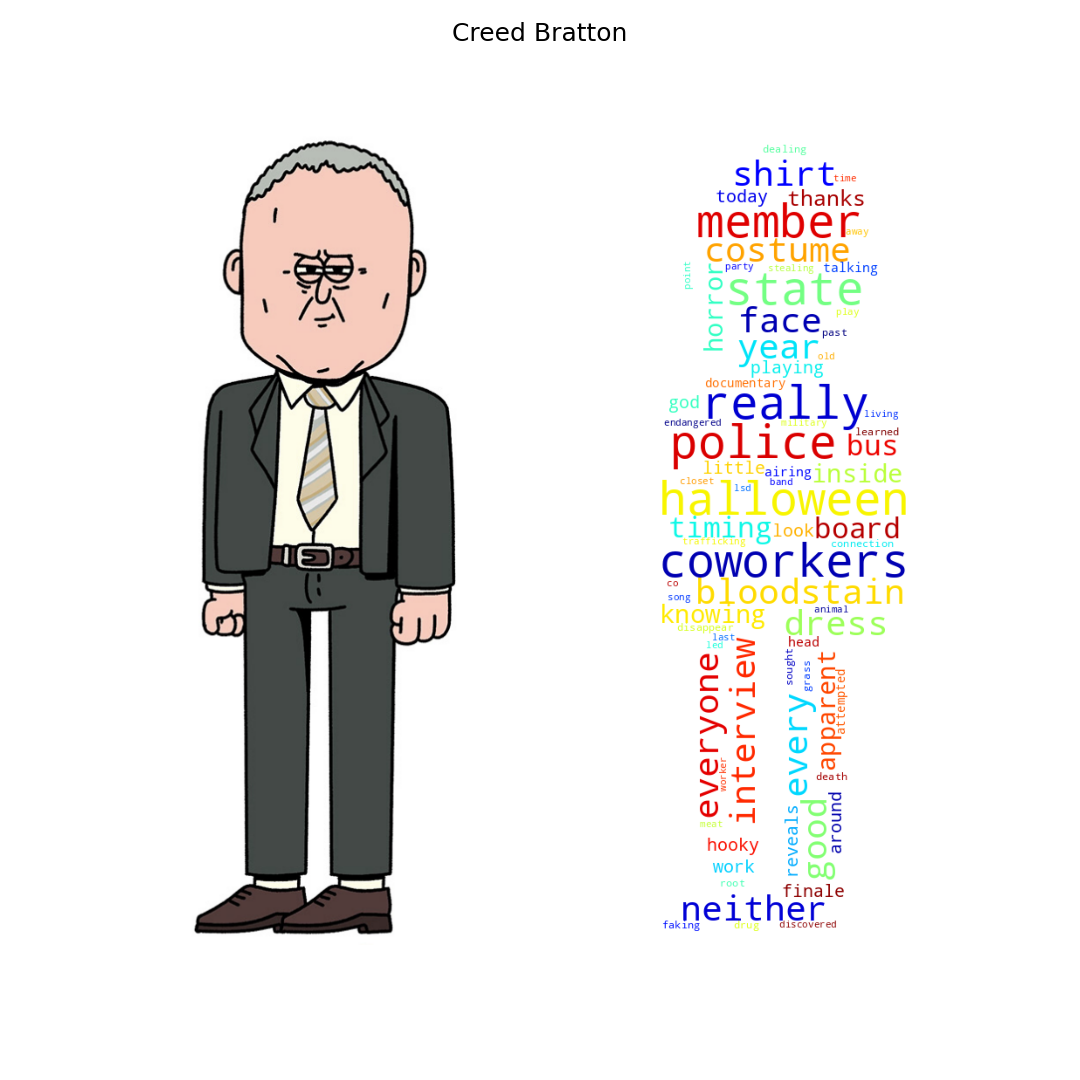 Creed Bratton
dealing
shirt
time
today
thanks
member
away
costume
point
party
stealing
talking
horror
state
play
face
past
year
old
playing
documentary
god
really
living
endangered
military
learned
police
bus
little
airing
inside
closet
lsd
band
halloween
timing
look
board
trafficking
connection
coworkers
co
bloodstain
song
animal
knowing
dress
disappear
last
head
led
everyone
interview
sought
grass
apparent
attempted
every
worker
death
meat
reveals
good
around
hooky
work
root
finale
neither
faking
drug
discovered